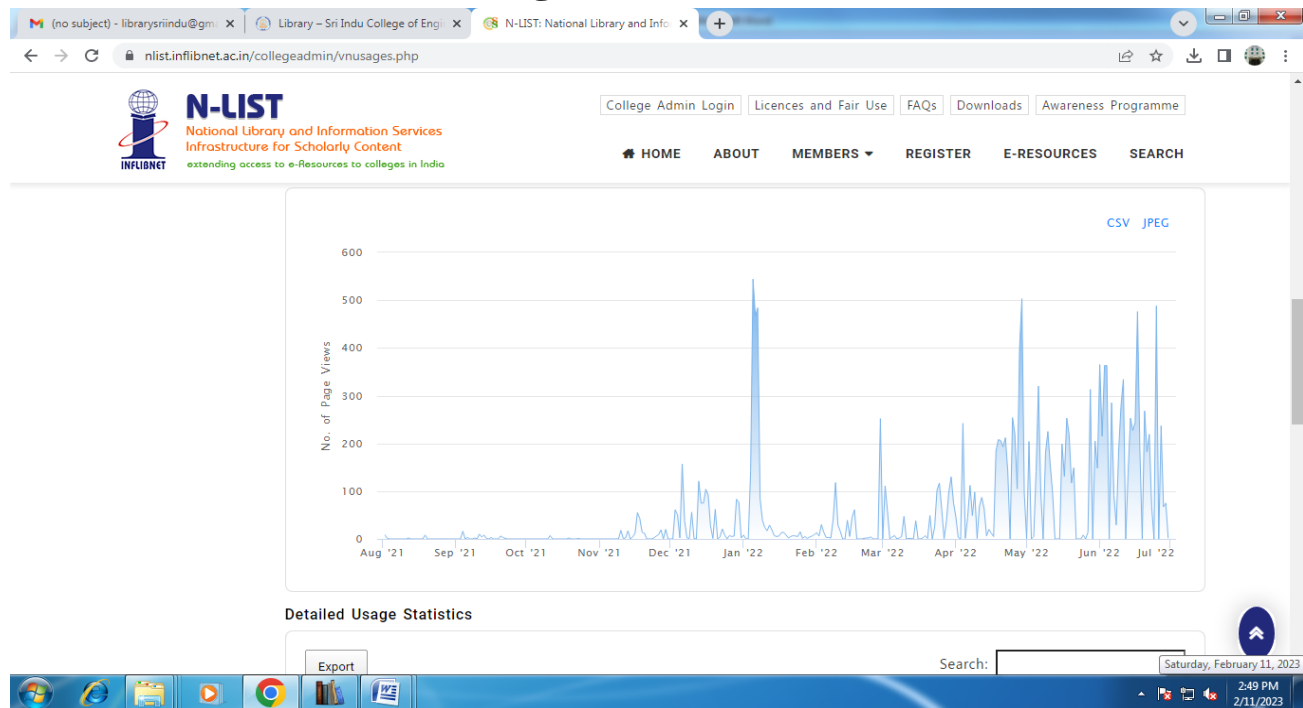 (no subject) - librarysriindu@gm
Library – Sri Indu College of Engi
N-LIST: National Library and Info
nlist.inflibnet.ac.in/collegeadmin/vnusages.php
INFLIBNET
N-LIST
National Library and Information Services
Infrastructure for Scholarly Content
extending access to e-Resources to colleges in India
College Admin Login Licences and Fair Use FAQs Downloads Awareness Programme
HOME ABOUT MEMBERS REGISTER E-RESOURCES SEARCH
CSV JPEG
No. of Page Views
600
500
400
300
200
100
0
Aug '21 Sep '21 Oct '21 Nov '21 Dec '21 Jan '22 Feb '22 Mar '22 Apr '22 May '22 Jun '22 Jul '22
Detailed Usage Statistics
Export Search:
Saturday, February 11, 2023
2:49 PM
2/11/2023